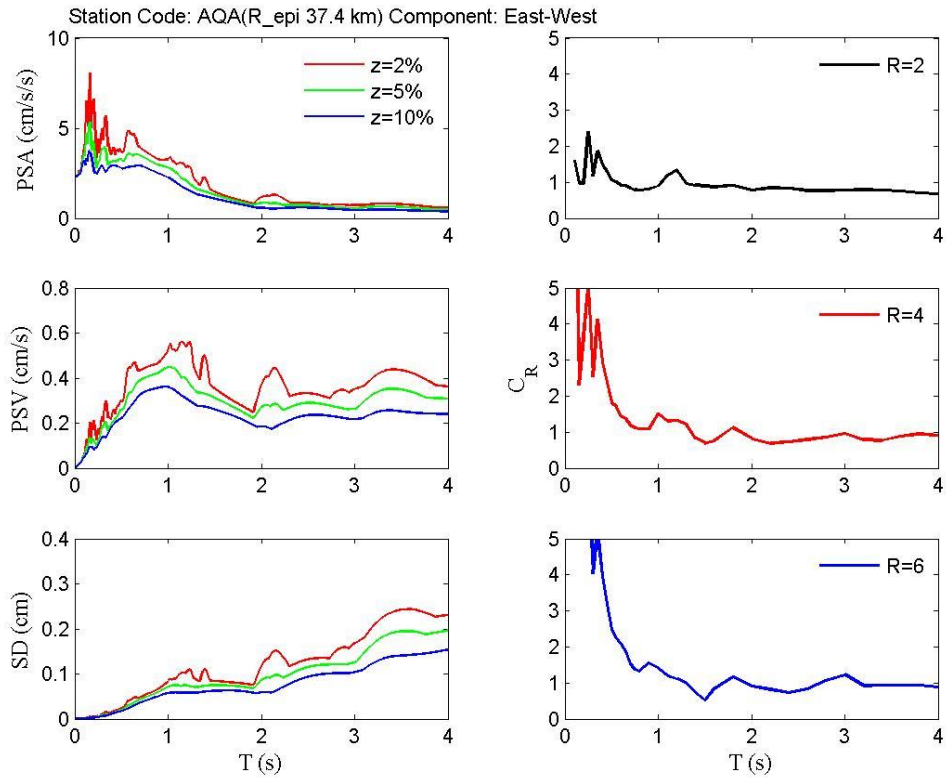 Station Code: AQA(R_epi 37.4 km) Component: East-West
PSA (cm/s/s)
10
5
0
0 1 2 3 4
z=2%
z=5%
z=10%
5
4
3
2
1
0
0 1 2 3 4
R=2
PSV (cm/s)
0.8
0.6
0.4
0.2
0
0 1 2 3 4
C_R
5
4
3
2
1
0
0 1 2 3 4
R=4
SD (cm)
0.4
0.3
0.2
0.1
0
0 1 2 3 4
T (s)
5
4
3
2
1
0
0 1 2 3 4
T (s)
R=6